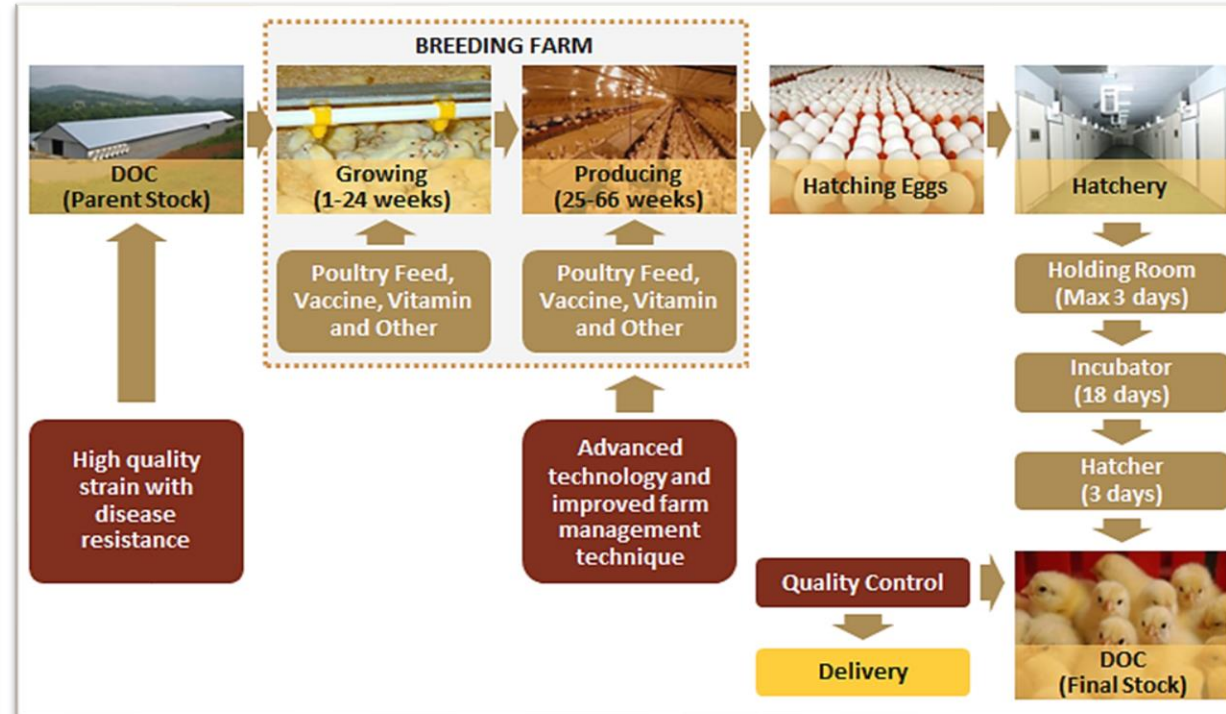 BREEDING FARM
DOC
(Parent Stock)
Growing
(1-24 weeks)
Producing
(25-66 weeks)
Hatching Eggs
Hatchery
Poultry Feed,
Vaccine, Vitamin
and Other
Poultry Feed,
Vaccine, Vitamin
and Other
Holding Room
(Max 3 days)
Incubator
(18 days)
Hatcher
(3 days)
High quality
strain with
disease
resistance
Advanced
technology and
improved farm
management
technique
Quality Control
Delivery
DOC
(Final Stock)